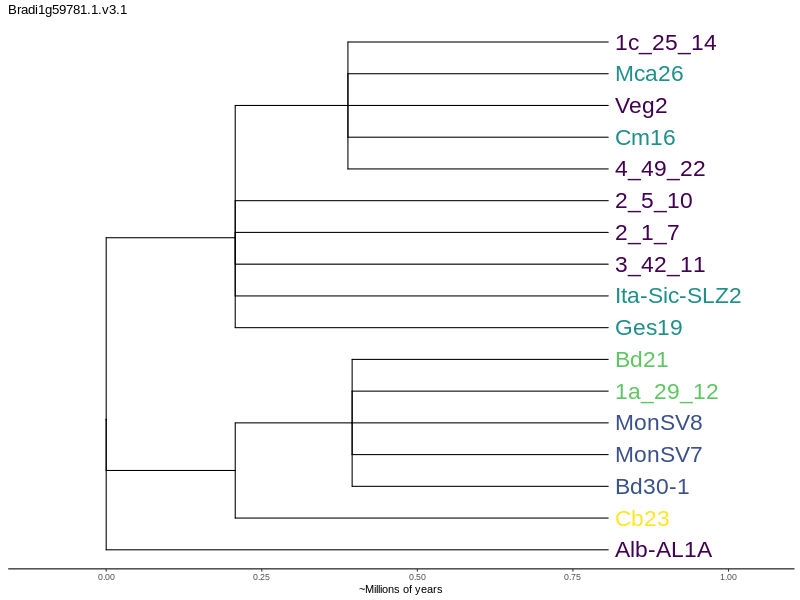 Bradi1g59781.1.v3.1
1c_25_14
Mca26
Veg2
Cm16
4_49_22
2_5_10
2_1_7
3_42_11
Ita-Sic-SLZ2
Ges19
Bd21
1a_29_12
MonSV8
MonSV7
Bd30-1
Cb23
Alb-AL1A
0.00 0.25 0.50 0.75 1.00
~Millions of years